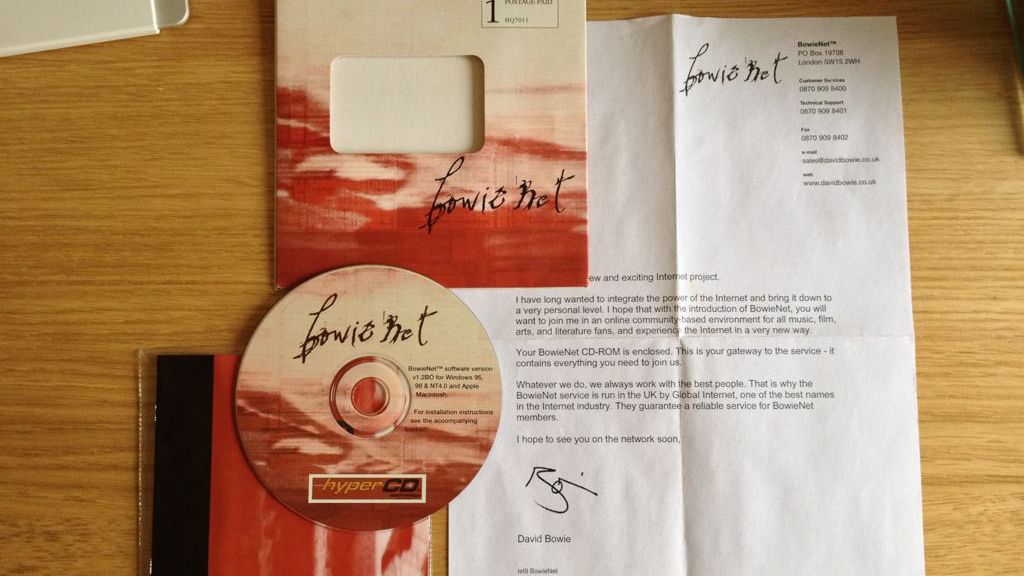 1
POSTAGE PAID
HQ7011
bowie net
bowie net
BowieNet™
PO Box 19708
London SW15 2WH
Customer Services
0870 909 8400
Technical Support
0870 909 8401
Fax
0870 909 8402
e-mail
sales@davidbowie.co.uk
web
www.davidbowie.co.uk
ew and exciting Internet project.
I have long wanted to integrate the power of the Internet and bring it down to
a very personal level. I hope that with the introduction of BowieNet, you will
want to join me in an online community-based environment for all music, film,
arts, and literature fans, and experience the Internet in a very new way.
Your BowieNet CD-ROM is enclosed. This is your gateway to the service - it
contains everything you need to join us.
Whatever we do, we always work with the best people. That is why the
BowieNet service is run in the UK by Global Internet, one of the best names
in the Internet industry. They guarantee a reliable service for BowieNet
members.
I hope to see you on the network soon,
David Bowie
let9 BowieNet
bowie net
BowieNet™ software version
v1.2BO for Windows 95,
98 & NT4.0 and Apple
Macintosh.
For installation instructions
see the accompanying
booklet
hyperCD